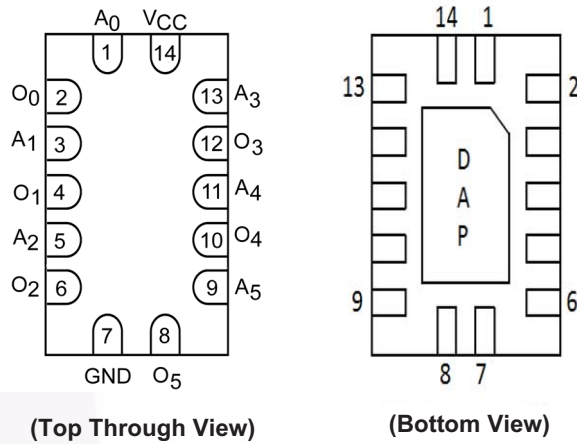 A0 VCC
1 14
O0 2 13 A3
A1 3 12 O3
O1 4 11 A4
A2 5 10 O4
O2 6 9 A5
7 8
GND O5
(Top Through View)
14 1
13 2
D
A
P
9 6
8 7
(Bottom View)